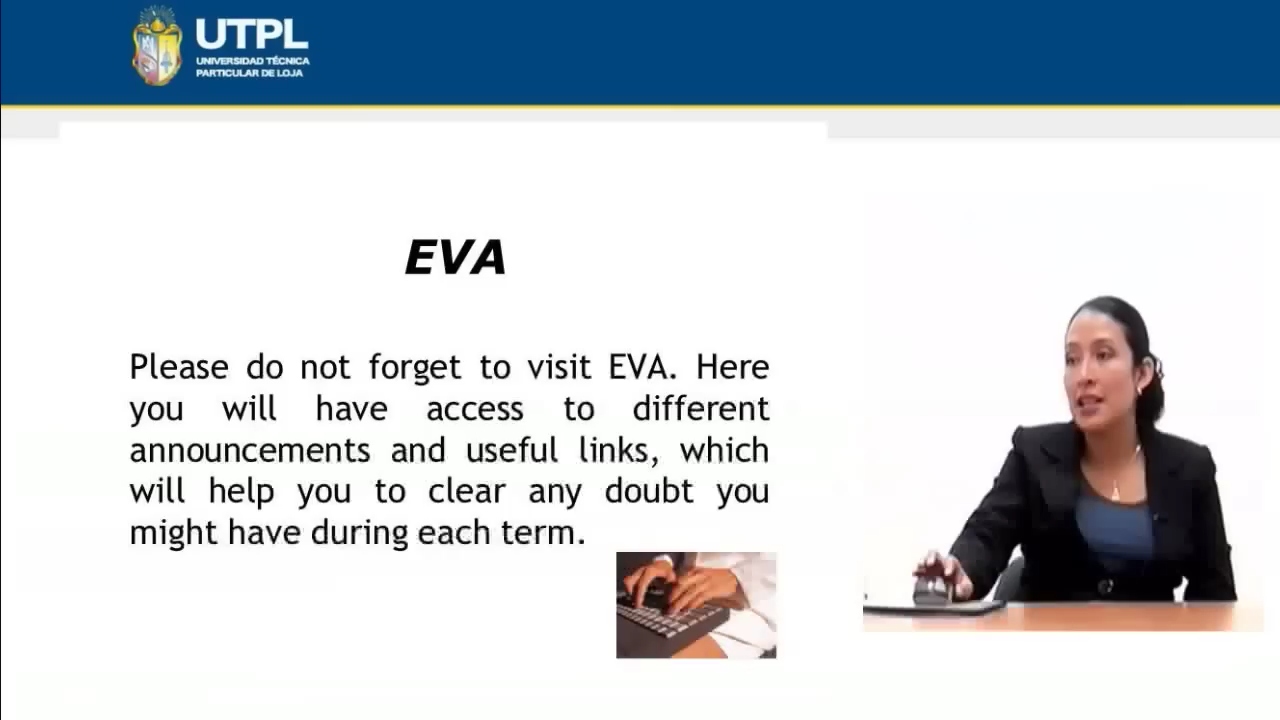 UTPL
UNIVERSIDAD TÉCNICA
PARTICULAR DE LOJA
EVA
Please do not forget to visit EVA. Here
you will have access to different
announcements and useful links, which
will help you to clear any doubt you
might have during each term.